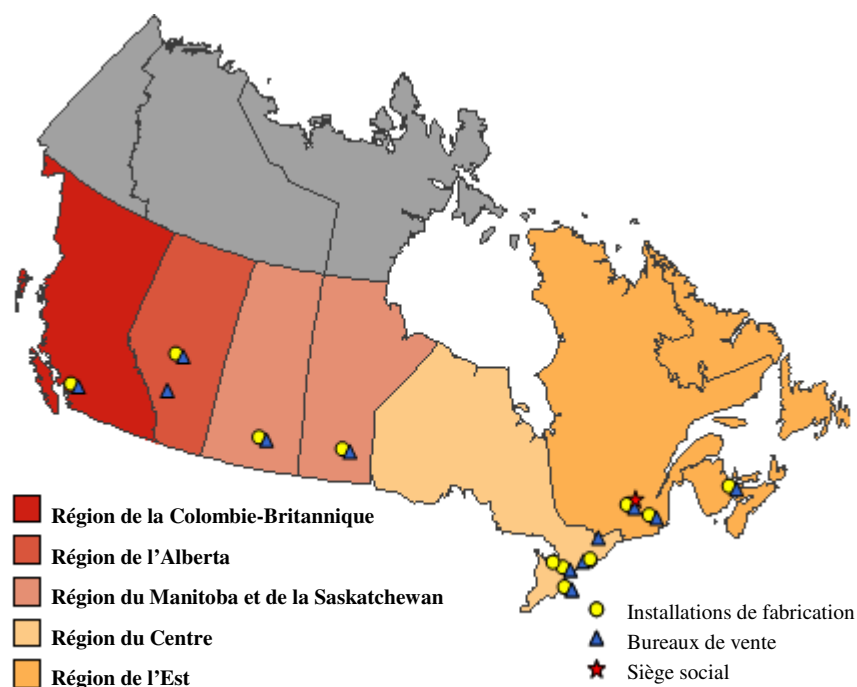 Région de la Colombie-Britannique
Région de l'Alberta
Région du Manitoba et de la Saskatchewan
Région du Centre
Région de l'Est
Installations de fabrication
Bureaux de vente
Siège social